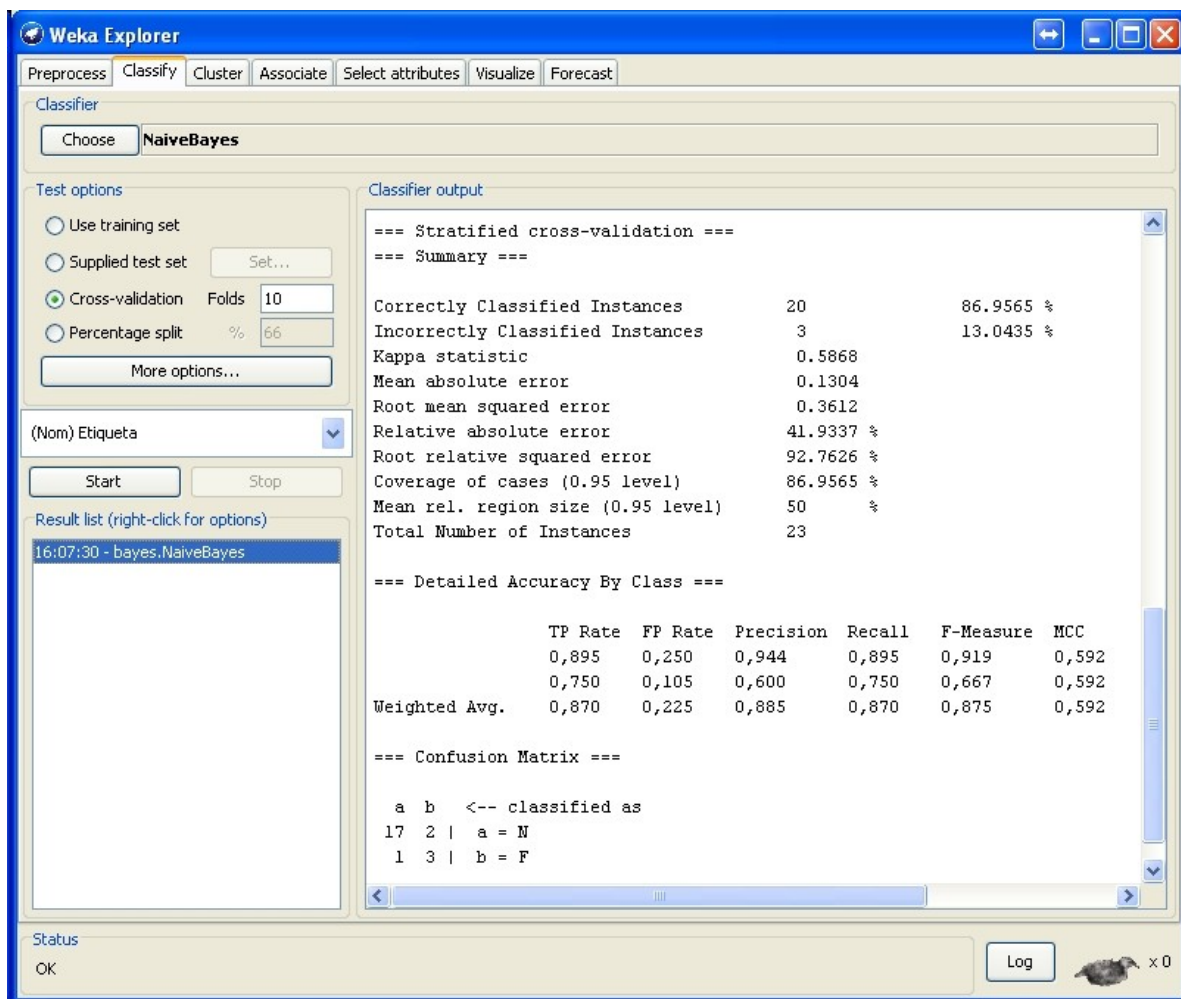 Weka Explorer
Preprocess Classify Cluster Associate Select attributes Visualize Forecast
Classifier
Choose NaiveBayes
Test options
Use training set
Supplied test set Set...
Cross-validation Folds 10
Percentage split % 66
More options...
(Nom) Etiqueta
Start Stop
Result list (right-click for options)
16:07:30 - bayes.NaiveBayes
Classifier output
=== Stratified cross-validation ===
=== Summary ===
Correctly Classified Instances 20 86.9565 %
Incorrectly Classified Instances 3 13.0435 %
Kappa statistic 0.5868
Mean absolute error 0.1304
Root mean squared error 0.3612
Relative absolute error 41.9337 %
Root relative squared error 92.7626 %
Coverage of cases (0.95 level) 86.9565 %
Mean rel. region size (0.95 level) 50 %
Total Number of Instances 23
=== Detailed Accuracy By Class ===
TP Rate FP Rate Precision Recall F-Measure MCC
0,895 0,250 0,944 0,895 0,919 0,592
0,750 0,105 0,600 0,750 0,667 0,592
Weighted Avg. 0,870 0,225 0,885 0,870 0,875 0,592
=== Confusion Matrix ===
a b <-- classified as
17 2 | a = N
1 3 | b = F
Status
OK
Log
x 0